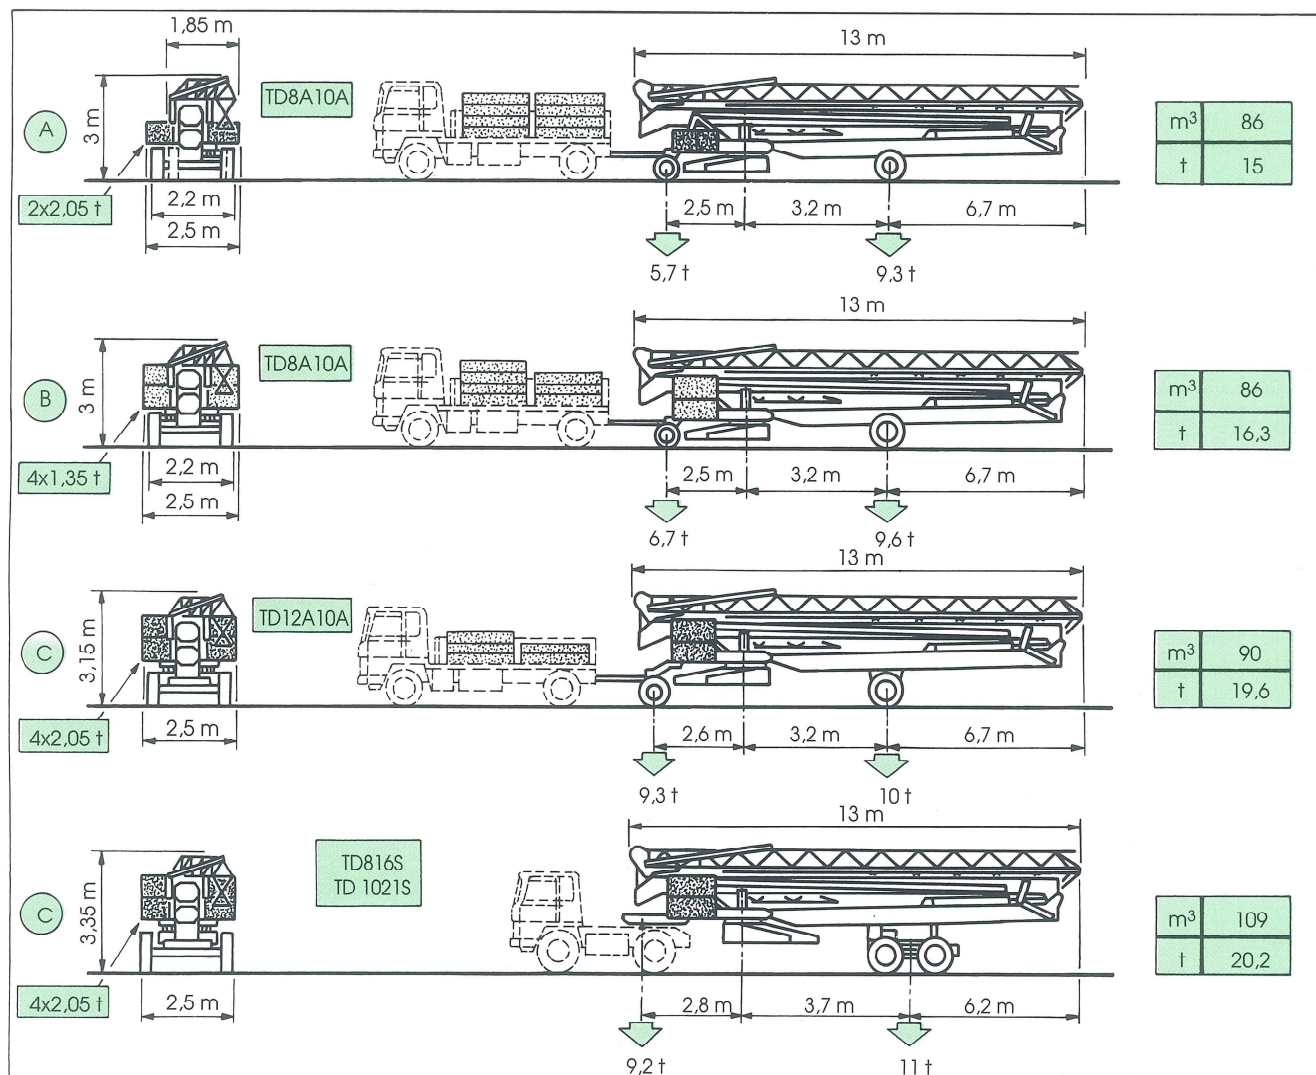 1,85 m
13 m
3 m
A
TD8A10A
m³ 86
t 15
2x2,05 t
2,2 m
2,5 m
2,5 m
3,2 m
6,7 m
5,7 t
9,3 t
13 m
3 m
B
TD8A10A
m³ 86
t 16,3
4x1,35 t
2,2 m
2,5 m
2,5 m
3,2 m
6,7 m
6,7 t
9,6 t
13 m
3,15 m
C
TD12A10A
m³ 90
t 19,6
4x2,05 t
2,5 m
2,6 m
3,2 m
6,7 m
9,3 t
10 t
13 m
3,35 m
C
TD816S
TD 1021S
m³ 109
t 20,2
4x2,05 t
2,5 m
2,8 m
3,7 m
6,2 m
9,2 t
11 t